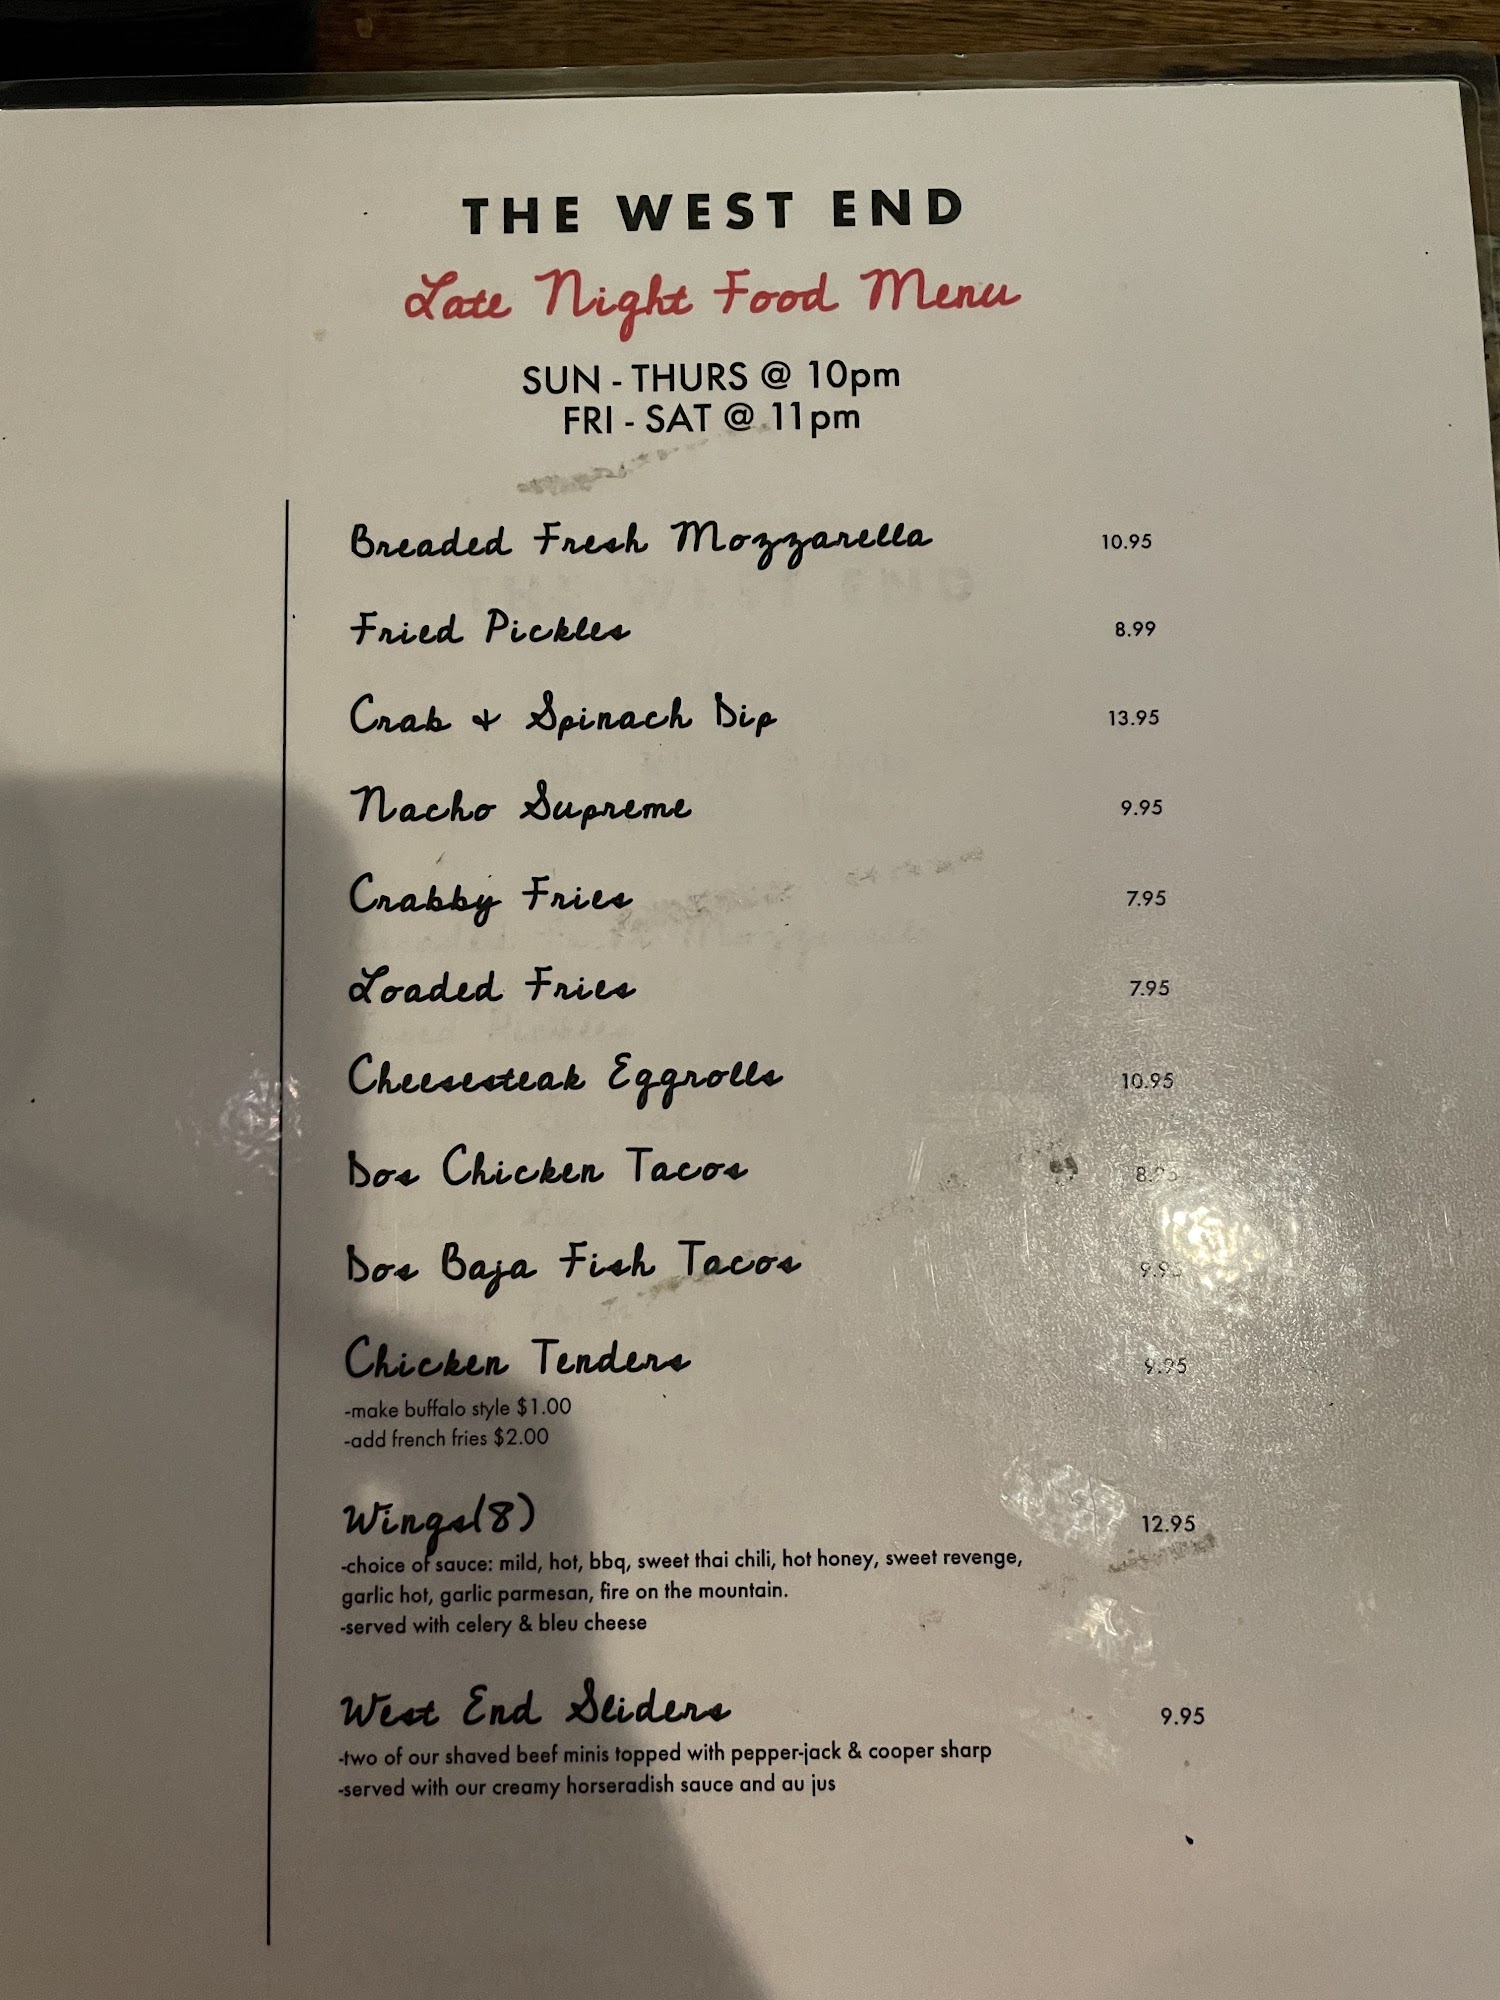 THE WEST END
Late Night Food Menu
SUN - THURS @ 10pm
FRI - SAT @ 11pm
Breaded Fresh Mozzarella 10.95
Fried Pickles 8.99
Crab & Spinach Dip 13.95
Nacho Supreme 9.95
Crabby Fries 7.95
Loaded Fries 7.95
Cheesesteak Eggrolls 10.95
Dos Chicken Tacos 8.95
Dos Baja Fish Tacos 9.95
Chicken Tenders 9.95
-make buffalo style $1.00
-add french fries $2.00
Wings(8) 12.95
-choice of sauce: mild, hot, bbq, sweet thai chili, hot honey, sweet revenge,
garlic hot, garlic parmesan, fire on the mountain.
-served with celery & bleu cheese
West End Sliders 9.95
-two of our shaved beef minis topped with pepper-jack & cooper sharp
-served with our creamy horseradish sauce and au jus